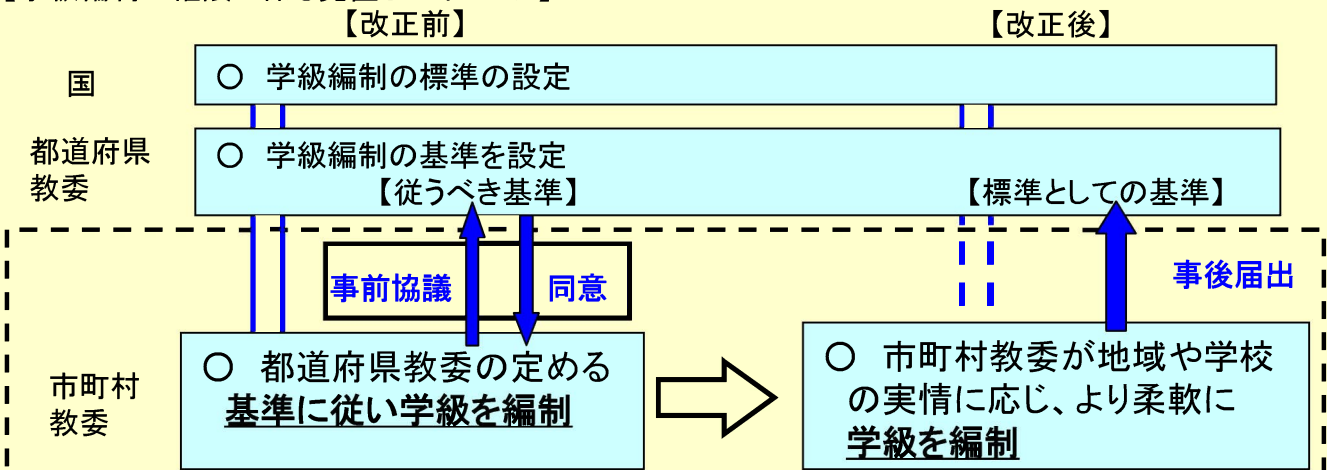 【改正前】
【改正後】
国
○ 学級編制の標準の設定
都道府県
教委
○ 学級編制の基準を設定
【従うべき基準】
【標準としての基準】
事前協議
同意
事後届出
市町村
教委
○ 都道府県教委の定める
基準に従い学級を編制
○ 市町村教委が地域や学校
の実情に応じ、より柔軟に
学級を編制